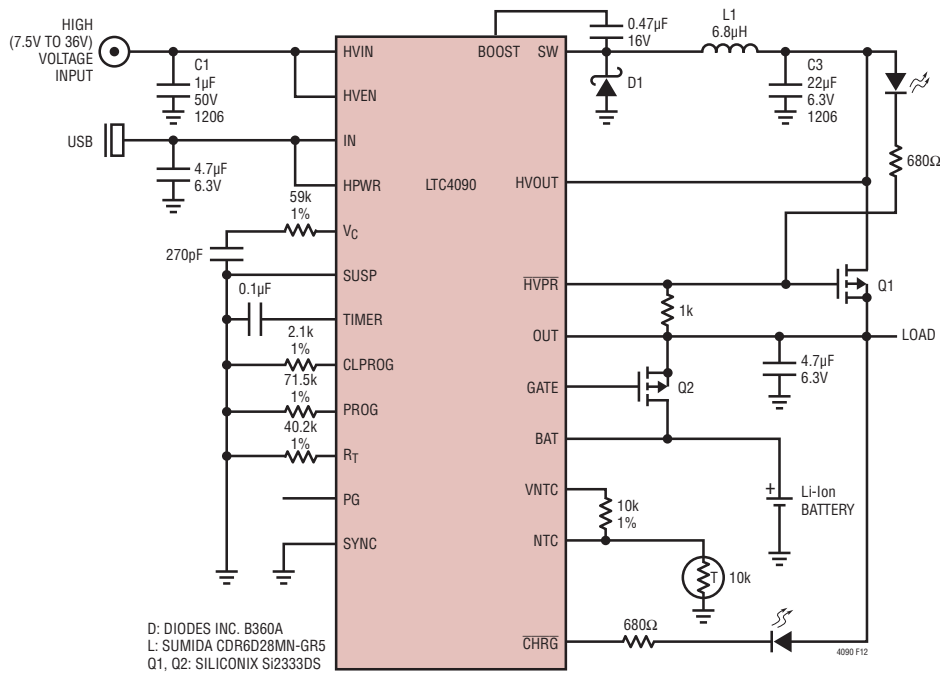 HIGH
(7.5V TO 36V)
VOLTAGE
INPUT
C1
1µF
50V
1206
HVIN
HVEN
BOOST
SW
0.47µF
16V
D1
L1
6.8µH
C3
22µF
6.3V
1206
680Ω
USB
4.7µF
6.3V
IN
HPWR
LTC4090
HVOUT
59k
1%
VC
270pF
SUSP
0.1µF
TIMER
2.1k
1%
CLPROG
71.5k
1%
PROG
40.2k
1%
RT
PG
SYNC
HVPR
1k
Q1
OUT
LOAD
4.7µF
6.3V
GATE
Q2
BAT
+
Li-Ion
BATTERY
VNTC
10k
1%
NTC
T
10k
CHRG
680Ω
4090 F12
D: DIODES INC. B360A
L: SUMIDA CDR6D28MN-GR5
Q1, Q2: SILICONIX Si2333DS